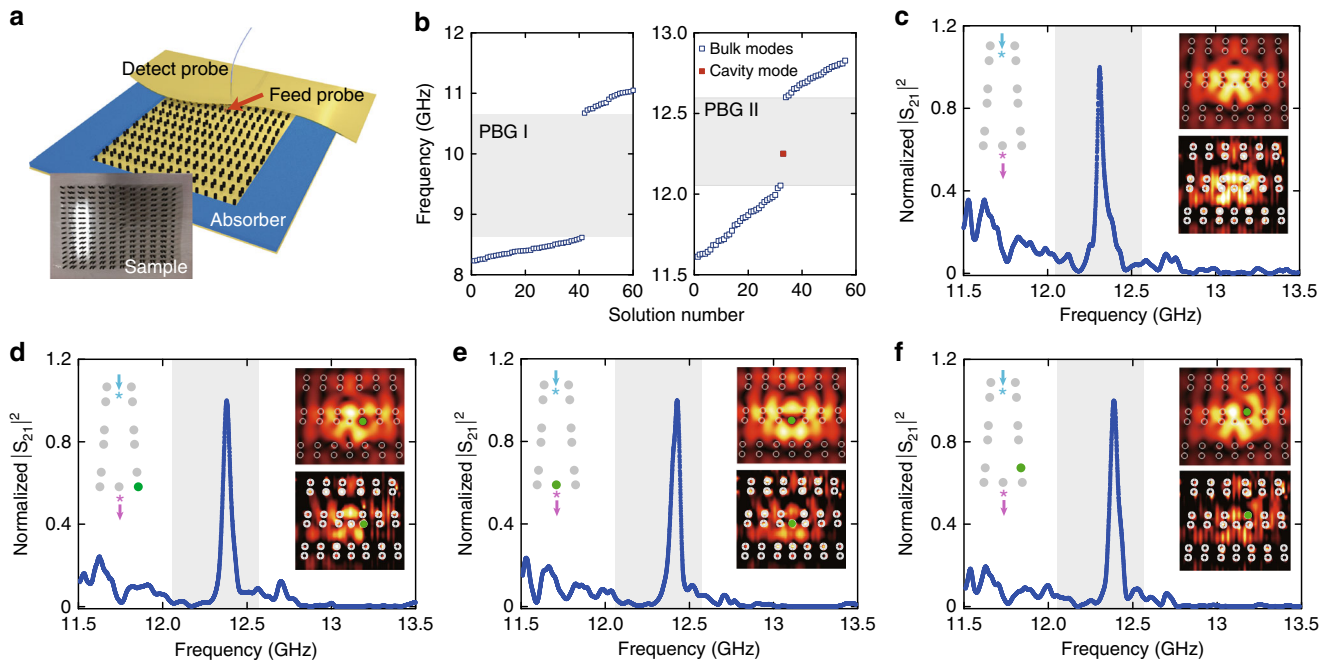 a
Detect probe
Feed probe
Absorber
Sample
b
Frequency (GHz)
12
11
10
9
8
PBG I
0
20
40
60
13.0
12.5
12.0
11.5
Bulk modes
Cavity mode
PBG II
0
20
40
60
Solution number
c
Normalized |S21|2
1.2
0.8
0.4
0
*
*
11.5
12.0
12.5
13
13.5
Frequency (GHz)
d
Normalized |S21|2
1.2
0.8
0.4
0
*
*
11.5
12.0
12.5
13.0
13.5
Frequency (GHz)
e
Normalized |S21|2
1.2
0.8
0.4
0
*
*
11.5
12.0
12.5
13.0
13.5
Frequency (GHz)
f
Normalized |S21|2
1.2
0.8
0.4
0
*
*
11.5
12.0
12.5
13.0
13.5
Frequency (GHz)